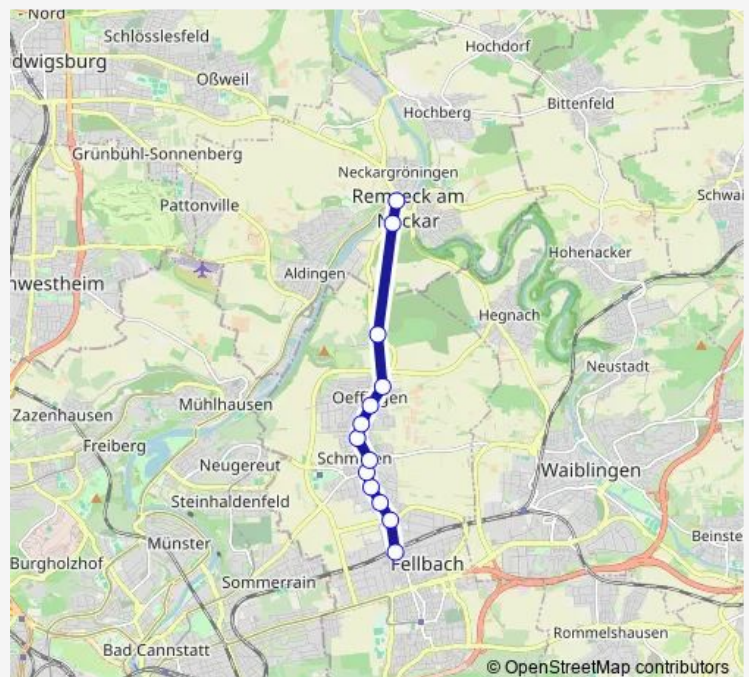 - Nord
Schlösslesfeld
Hochdorf
dwigsburg
Oßweil
Hochberg
Bittenfeld
Grünbühl-Sonnenberg
Neckargröningen
Pattonville
Schwai
Aldingen
Hohenacker
nwestheim
Hegnach
Neustadt
Mühlhausen
Zazenhausen
Freiberg
Neugereut
Waiblingen
Steinhaldenfeld
Münster
Beinste
Burgholzhof
Fellbach
Sommerrain
Rommelshausen
Bad Cannstatt
© OpenStreetMap contributors